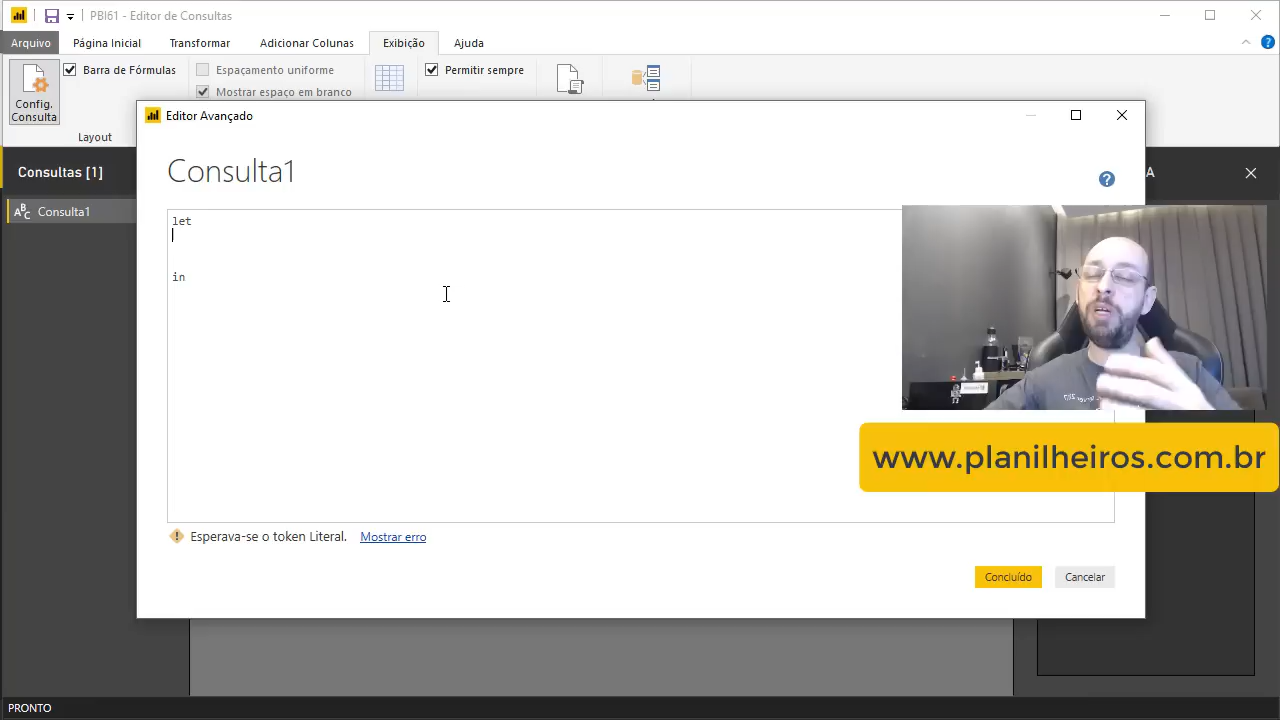 PBI61 - Editor de Consultas
Arquivo
Página Inicial
Transformar
Adicionar Colunas
Exibição
Ajuda
Config.
Consulta
Barra de Fórmulas
Espaçamento uniforme
Mostrar espaço em branco
Permitir sempre
Layout
Editor Avançado
Consultas [1]
Consulta1
Consulta1
A
let
in
www.planilheiros.com.br
Esperava-se o token Literal. Mostrar erro
Concluído
Cancelar
PRONTO